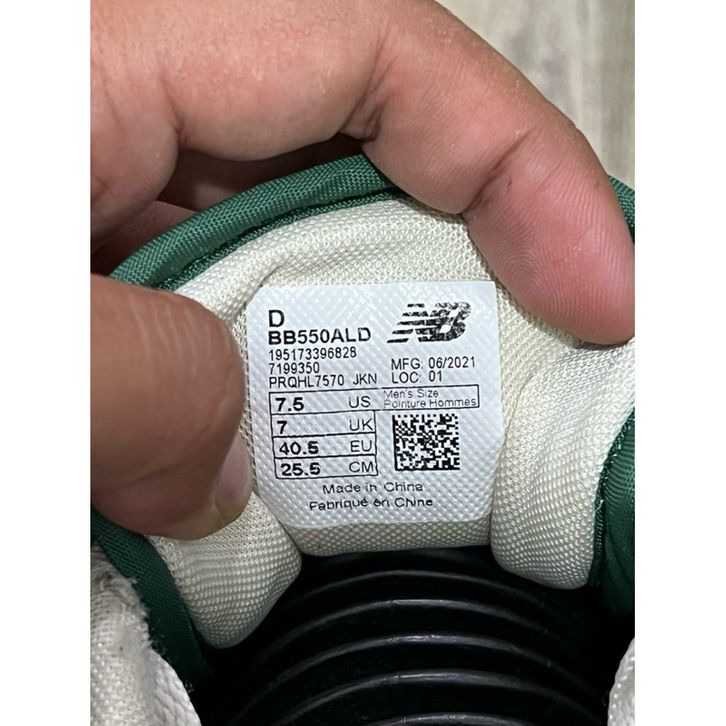 D
BB550ALD
NB
195173396828
7199350
MFG: 06/2021
PRQHL7570 JKN LOC: 01
7.5 US Men's Size
Pointure Hommes
7 UK
40.5 EU
25.5 CM
Made in China
Fabriqué en Chine